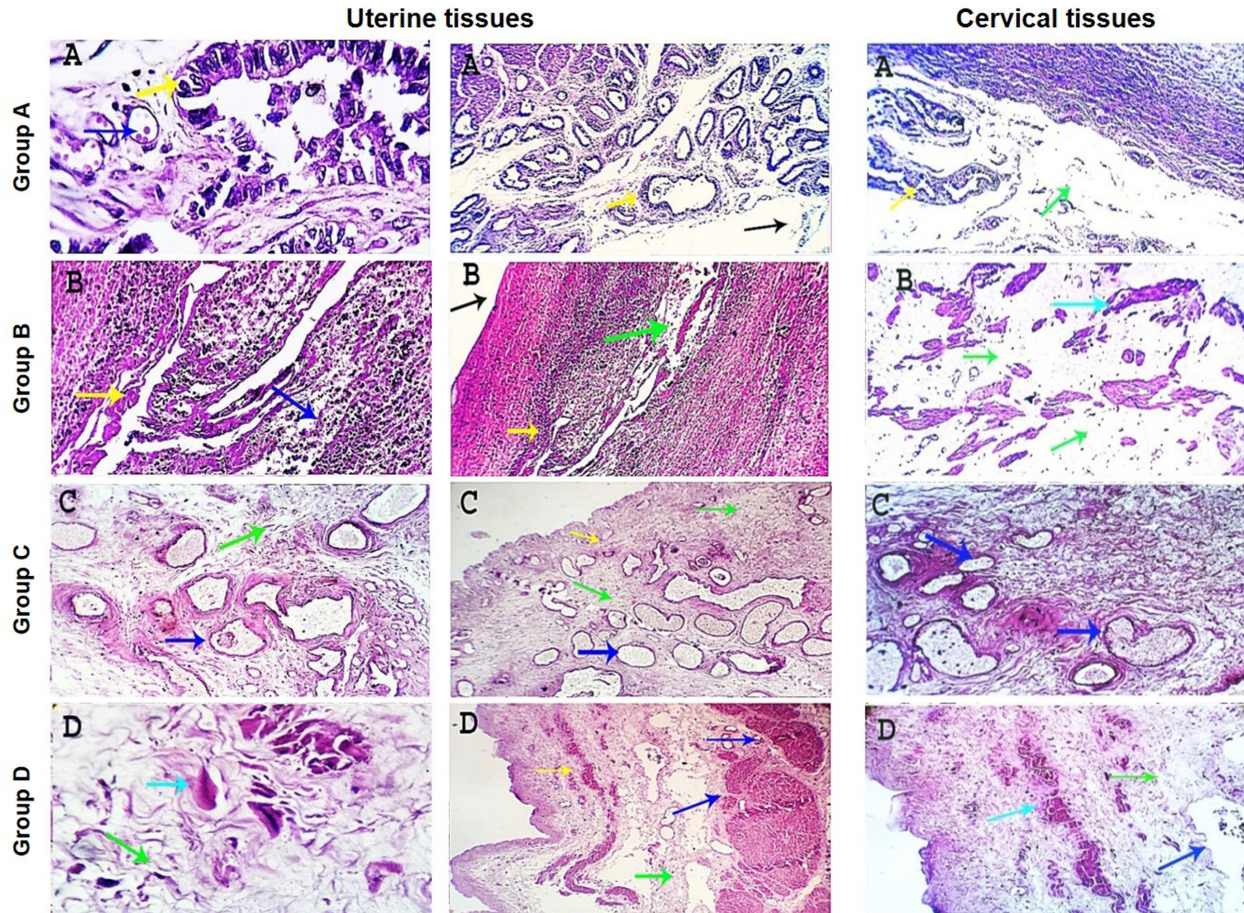 Uterine tissues
Cervical tissues
Group A
A
A
A
Group B
B
B
B
Group C
C
C
C
Group D
D
D
D